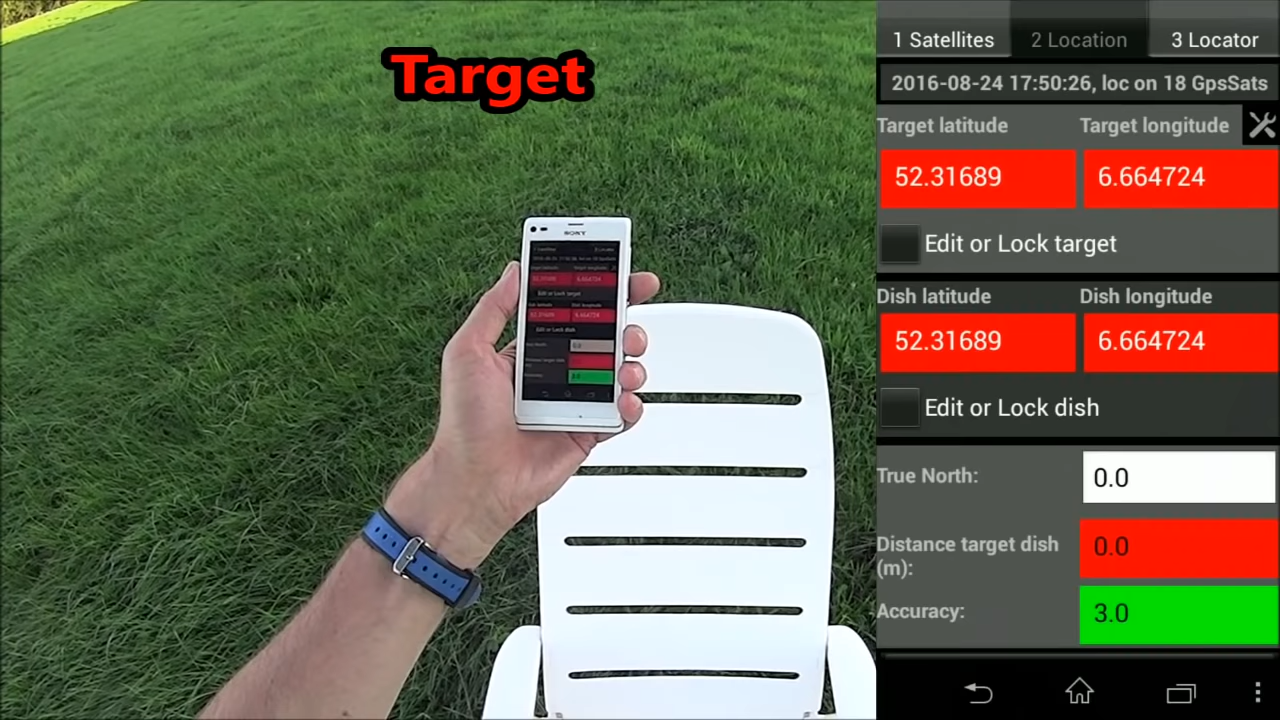 Target
SONY
1 Satellites 2 Location 3 Locator
2016-08-24 17:50:26, loc on 18 GpsSats
Target latitude Target longitude
52.31689 6.664724
Edit or Lock target
Dish latitude Dish longitude
52.31689 6.664724
Edit or Lock dish
True North: 0.0
Distance target dish
(m): 0.0
Accuracy: 3.0